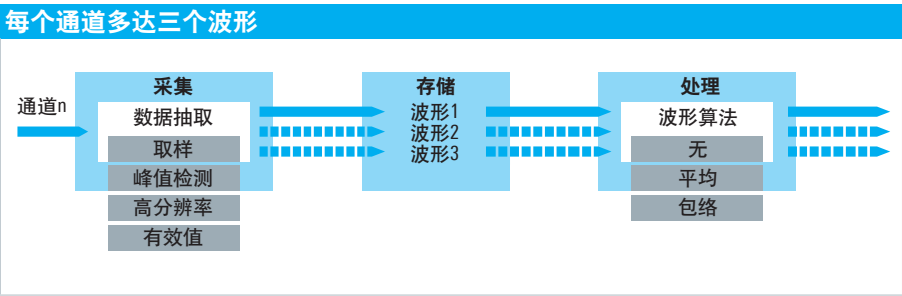 每个通道多达三个波形
通道n
采集
数据抽取
取样
峰值检测
高分辨率
有效值
存储
波形1
波形2
波形3
处理
波形算法
无
平均
包络